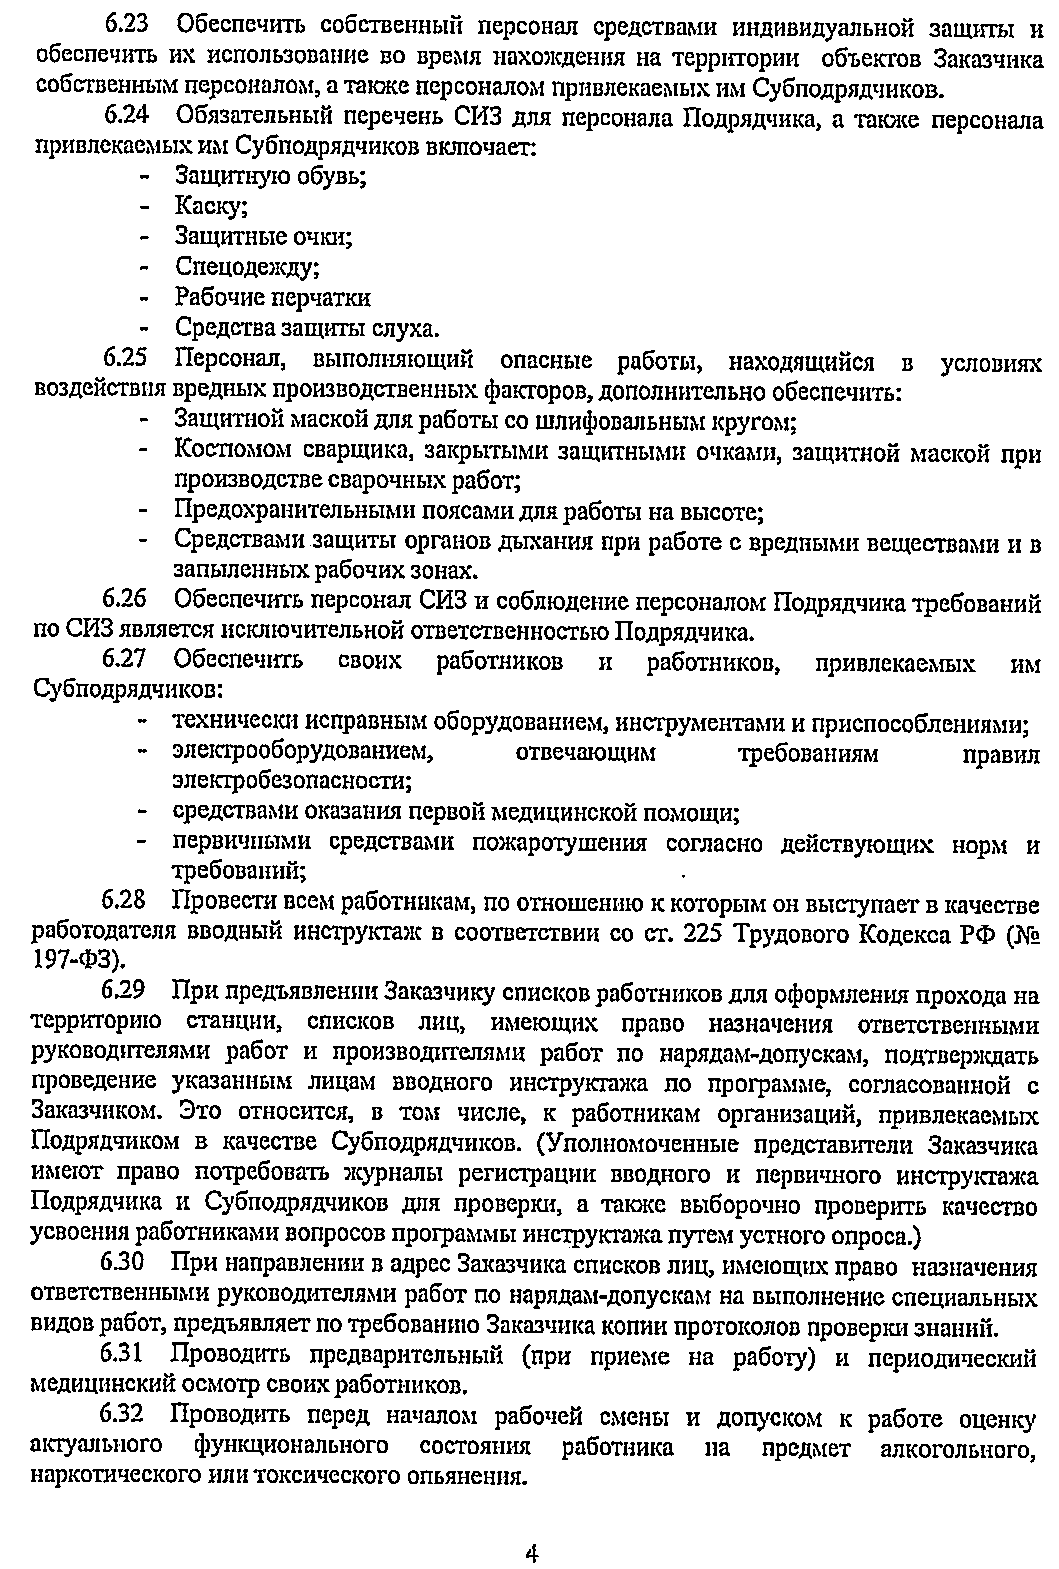 6.23 Обеспечить собственный персонал средствами индивидуальной защиты и
обеспечить их использование во время нахождения на территории объектов Заказчика
собственным персоналом, а также персоналом привлекаемых им Субподрядчиков.
6.24 Обязательный перечень СИЗ для персонала Подрядчика, а также персонала
привлекаемых им Субподрядчиков включает:
- Защитную обувь;
- Каску;
- Защитные очки;
- Спецодежду;
- Рабочие перчатки
- Средства защиты слуха.
6.25 Персонал, выполняющий опасные работы, находящийся в условиях
воздействия вредных производственных факторов, дополнительно обеспечить:
- Защитной маской для работы со шлифовальным кругом;
- Костюмом сварщика, закрытыми защитными очками, защитной маской при
производстве сварочных работ;
- Предохранительными поясами для работы на высоте;
- Средствами защиты органов дыхания при работе с вредными веществами и в
запыленных рабочих зонах.
6.26 Обеспечить персонал СИЗ и соблюдение персоналом Подрядчика требований
по СИЗ является исключительной ответственностью Подрядчика.
6.27 Обеспечить своих работников и работников, привлекаемых им
Субподрядчиков:
- технически исправным оборудованием, инструментами и приспособлениями;
- электрооборудованием, отвечающим требованиям правил
электробезопасности;
- средствами оказания первой медицинской помощи;
- первичными средствами пожаротушения согласно действующих норм и
требований;
6.28 Провести всем работникам, по отношению к которым он выступает в качестве
работодателя вводный инструктаж в соответствии со ст. 225 Трудового Кодекса РФ (№
197-ФЗ).
6.29 При предъявлении Заказчику списков работников для оформления прохода на
территорию станции, списков лиц, имеющих право назначения ответственными
руководителями работ и производителями работ по нарядам-допускам, подтверждать
проведение указанным лицам вводного инструктажа по программе, согласованной с
Заказчиком. Это относится, в том числе, к работникам организаций, привлекаемых
Подрядчиком в качестве Субподрядчиков. (Уполномоченные представители Заказчика
имеют право потребовать журналы регистрации вводного и первичного инструктажа
Подрядчика и Субподрядчиков для проверки, а также выборочно проверить качество
усвоения работниками вопросов программы инструктажа путем устного опроса.)
6.30 При направлении в адрес Заказчика списков лиц, имеющих право назначения
ответственными руководителями работ по нарядам-допускам на выполнение специальных
видов работ, предъявляет по требованию Заказчика копии протоколов проверки знаний.
6.31 Проводить предварительный (при приеме на работу) и периодический
медицинский осмотр своих работников.
6.32 Проводить перед началом рабочей смены и допуском к работе оценку
актуального функционального состояния работника на предмет алкогольного,
наркотического или токсического опьянения.
4